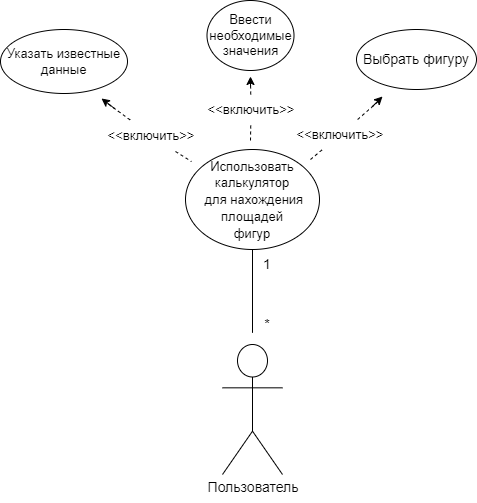 Ввести
необходимые
значения
Указать известные
данные
Выбрать фигуру
<<включить>>
<<включить>>
<<включить>>
Использовать
калькулятор
для нахождения
площадей
фигур
1
*
Пользователь